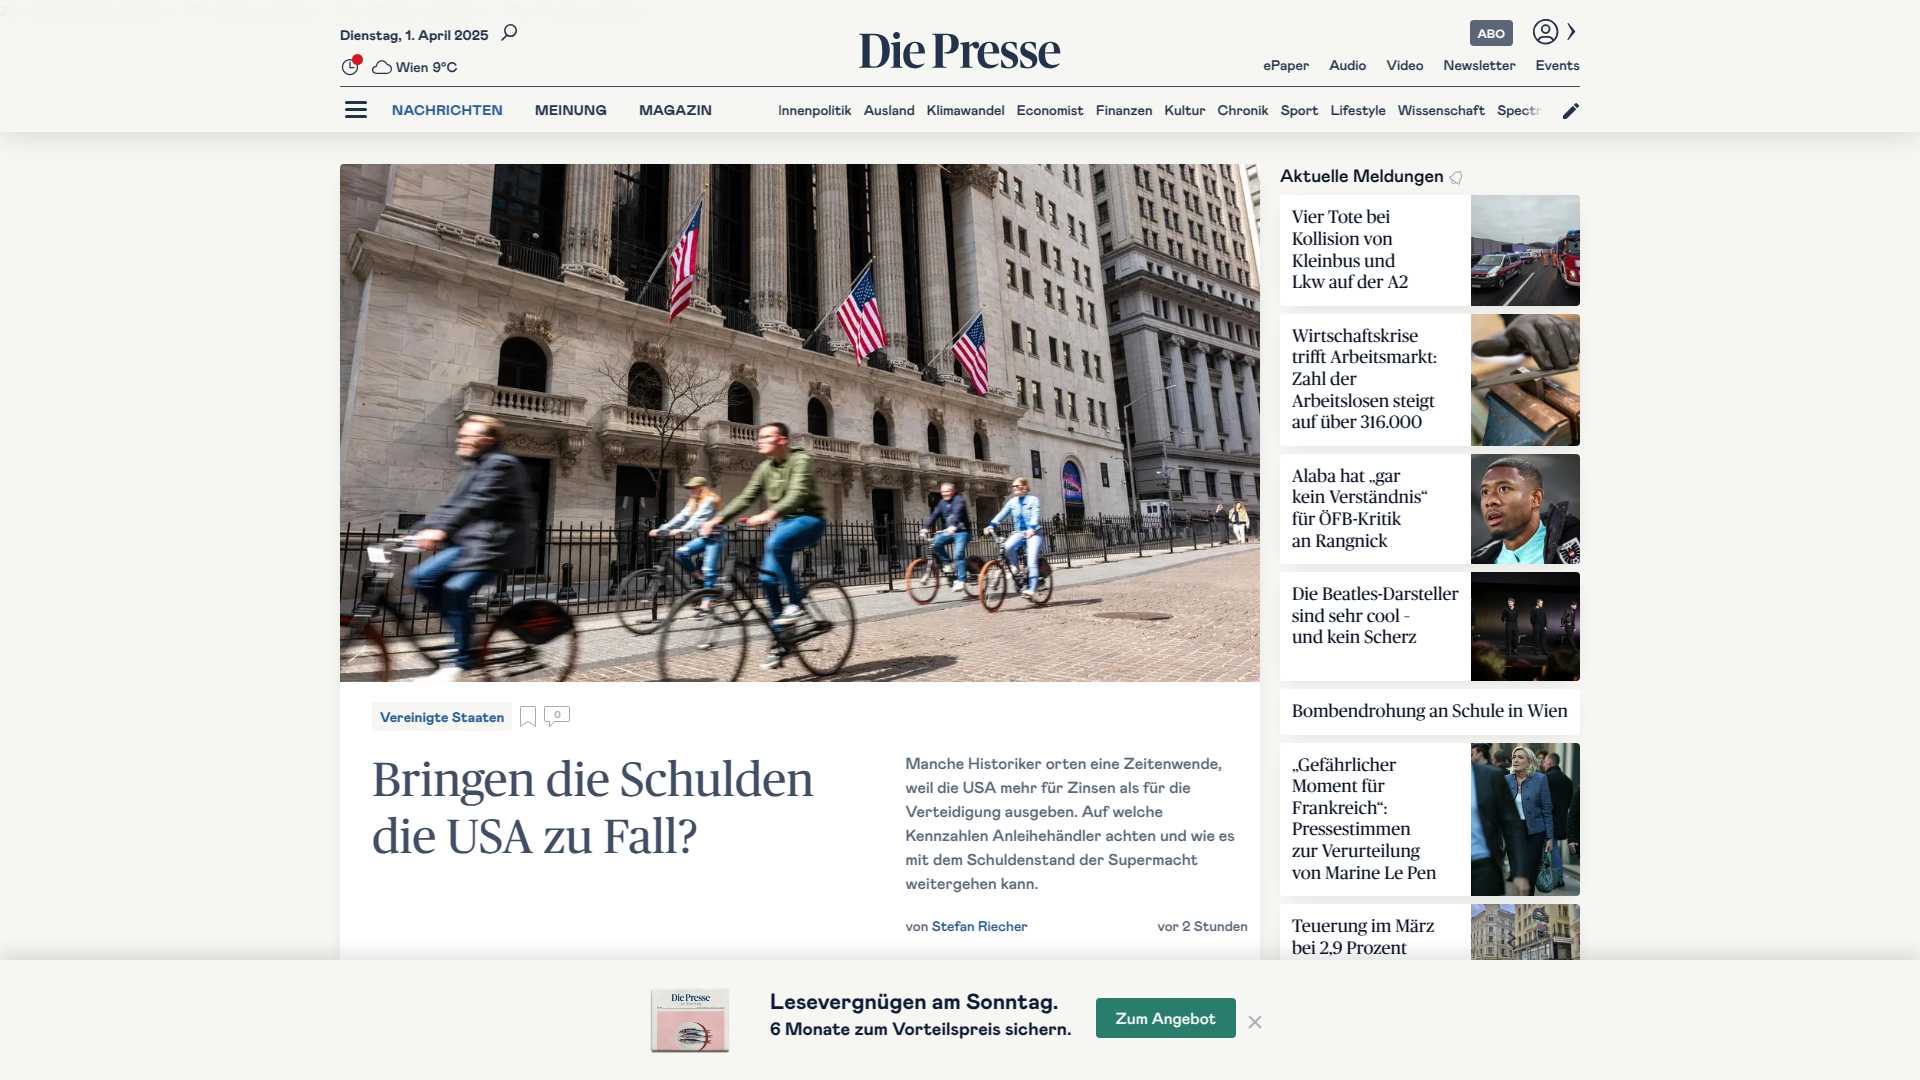 Dienstag, 1. April 2025
Wien 9°C
Die Presse
ABO
ePaper Audio Video Newsletter Events
NACHRICHTEN MEINUNG MAGAZIN
Innenpolitik Ausland Klimawandel Economist Finanzen Kultur Chronik Sport Lifestyle Wissenschaft Spectr
Vereinigte Staaten
0
Bringen die Schulden
die USA zu Fall?
Manche Historiker orten eine Zeitenwende,
weil die USA mehr für Zinsen als für die
Verteidigung ausgeben. Auf welche
Kennzahlen Anleihehändler achten und wie es
mit dem Schuldenstand der Supermacht
weitergehen kann.
von Stefan Riecher
vor 2 Stunden
Aktuelle Meldungen
Vier Tote bei
Kollision von
Kleinbus und
Lkw auf der A2
Wirtschaftskrise
trifft Arbeitsmarkt:
Zahl der
Arbeitslosen steigt
auf über 316.000
Alaba hat „gar
kein Verständnis“
für ÖFB-Kritik
an Rangnick
Die Beatles-Darsteller
sind sehr cool –
und kein Scherz
Bombendrohung an Schule in Wien
„Gefährlicher
Moment für
Frankreich“:
Pressestimmen
zur Verurteilung
von Marine Le Pen
Teuerung im März
bei 2,9 Prozent
Die Presse
Lesevergnügen am Sonntag.
6 Monate zum Vorteilspreis sichern.
Zum Angebot